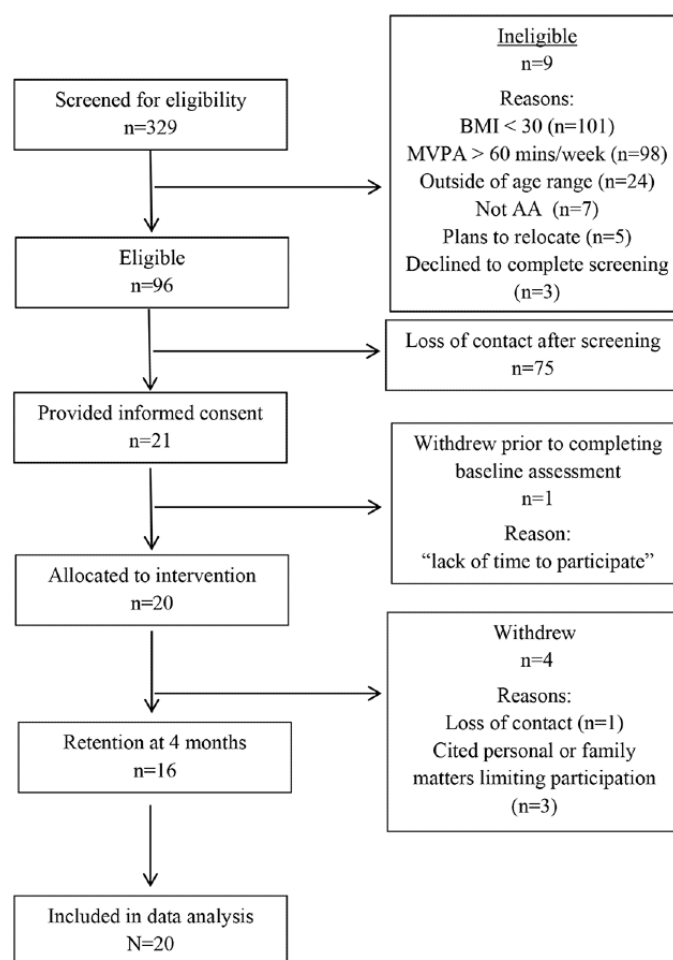 Screened for eligibility
n=329
Ineligible
n=9
Reasons:
BMI < 30 (n=101)
MVPA > 60 mins/week (n=98)
Outside of age range (n=24)
Not AA (n=7)
Plans to relocate (n=5)
Declined to complete screening
(n=3)
Eligible
n=96
Loss of contact after screening
n=75
Provided informed consent
n=21
Withdrew prior to completing
baseline assessment
n=1
Reason:
“lack of time to participate”
Allocated to intervention
n=20
Withdrew
n=4
Reasons:
Loss of contact (n=1)
Cited personal or family
matters limiting participation
(n=3)
Retention at 4 months
n=16
Included in data analysis
N=20